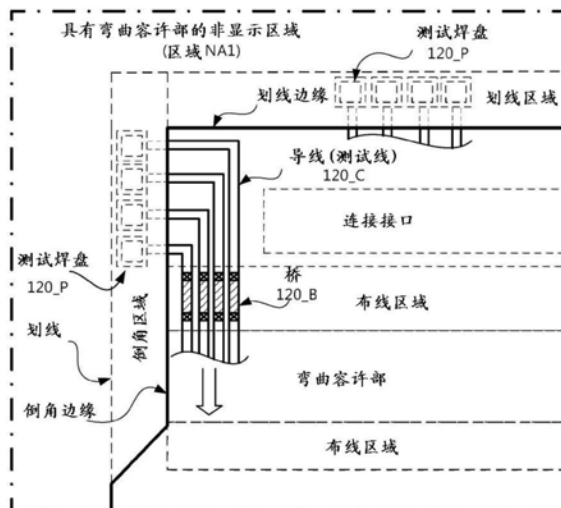 具有弯曲容许部的非显示区域
(区域 NA1)
测试焊盘
120_P
划线边缘
划线区域
导线(测试线)
120_C
连接接口
测试焊盘
120_P
桥
120_B
布线区域
倒角区域
划线
弯曲容许部
倒角边缘
布线区域